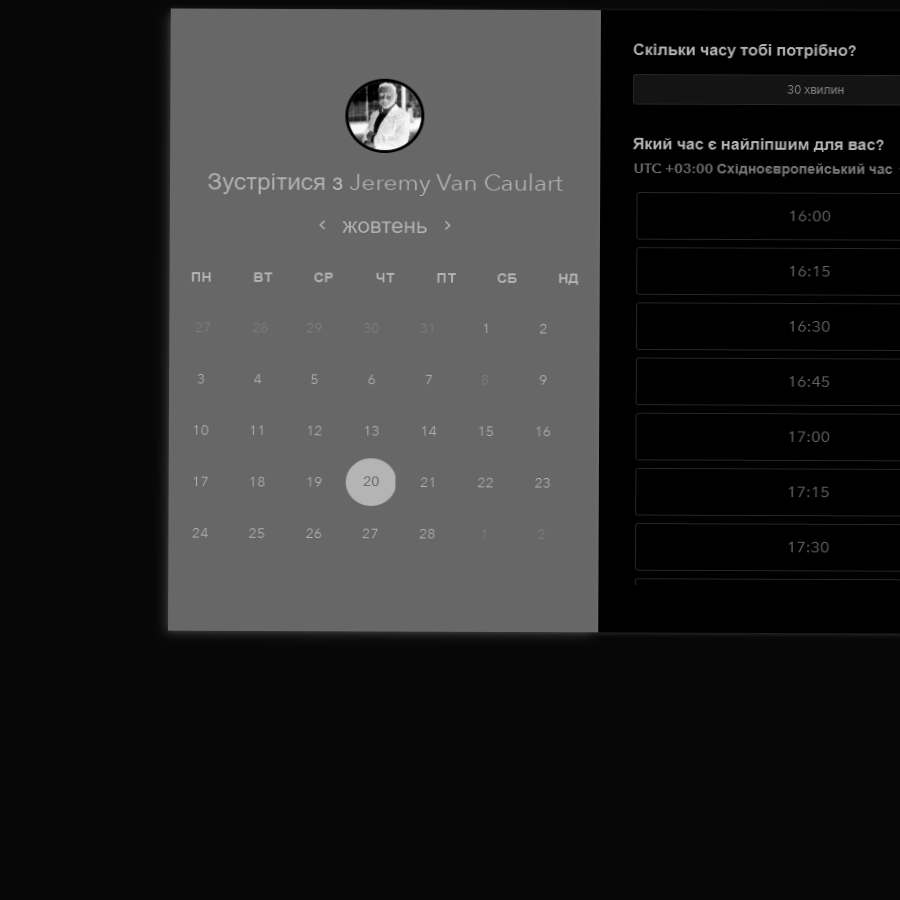 Зустрітися з Jeremy Van Caulart
‹ жовтень ›
ПН ВТ СР ЧТ ПТ СБ НД
27 28 29 30 31 1 2
3 4 5 6 7 8 9
10 11 12 13 14 15 16
17 18 19 20 21 22 23
24 25 26 27 28 1 2
Скільки часу тобі потрібно?
30 хвилин
Який час є найліпшим для вас?
UTC +03:00 Східноєвропейський час
16:00
16:15
16:30
16:45
17:00
17:15
17:30